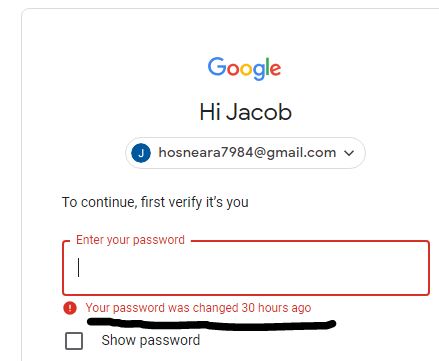 Google
Hi Jacob
J hosneara7984@gmail.com
To continue, first verify it's you
Enter your password
Your password was changed 30 hours ago
Show password